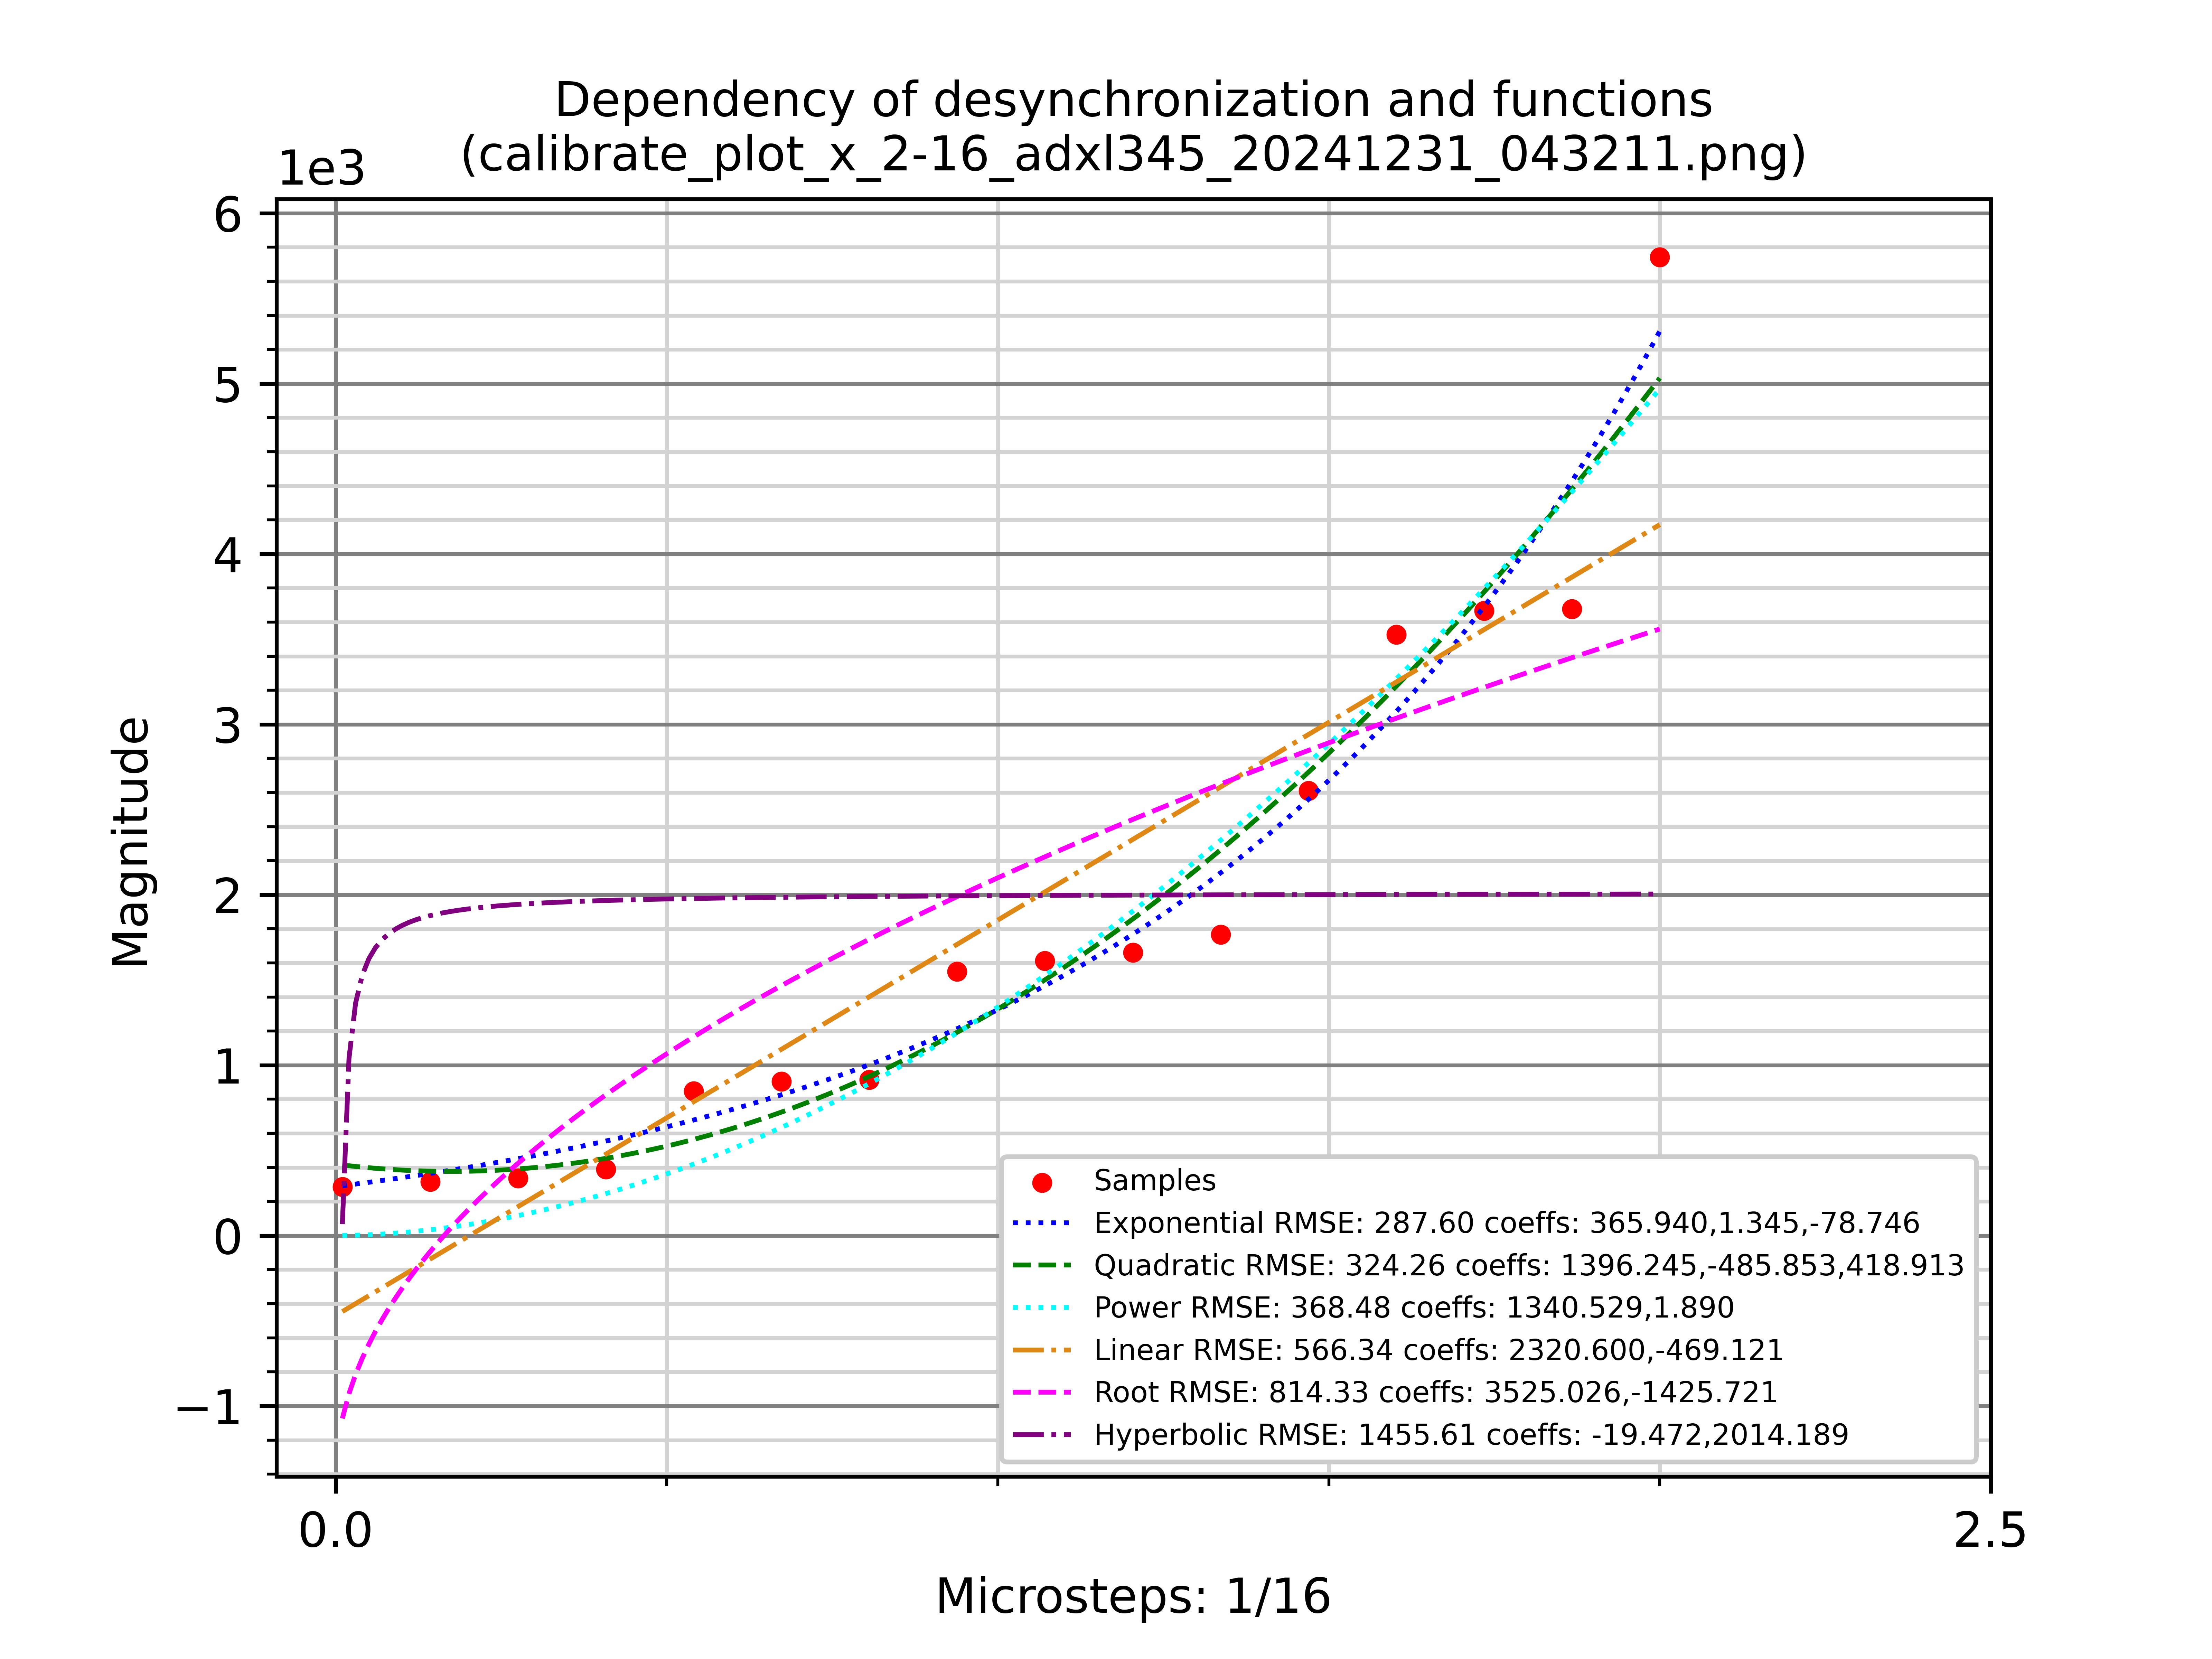 Dependency of desynchronization and functions
(calibrate_plot_x_2-16_adxl345_20241231_043211.png)
1e3
6
5
4
3
2
1
0
−1
Magnitude
Samples
Exponential RMSE: 287.60 coeffs: 365.940,1.345,-78.746
Quadratic RMSE: 324.26 coeffs: 1396.245,-485.853,418.913
Power RMSE: 368.48 coeffs: 1340.529,1.890
Linear RMSE: 566.34 coeffs: 2320.600,-469.121
Root RMSE: 814.33 coeffs: 3525.026,-1425.721
Hyperbolic RMSE: 1455.61 coeffs: -19.472,2014.189
0.0 2.5
Microsteps: 1/16